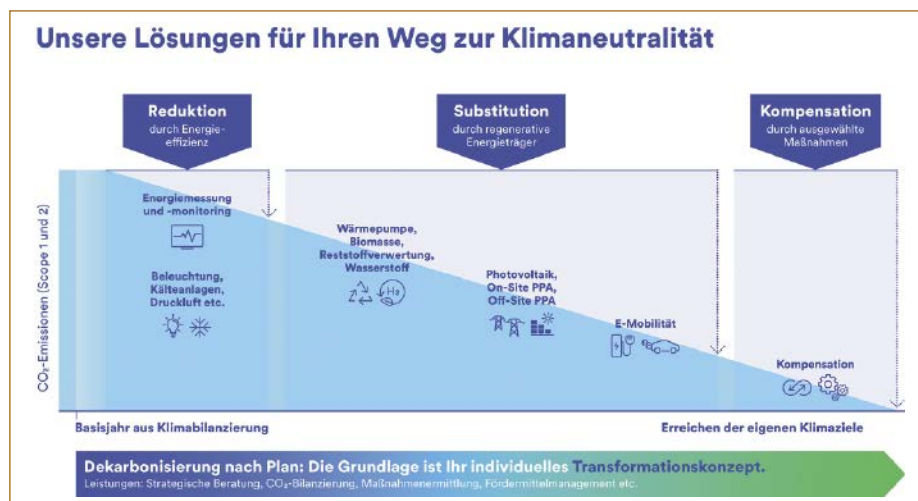 Unsere Lösungen für Ihren Weg zur Klimaneutralität
Reduktion
durch Energie-
effizienz
Substitution
durch regenerative
Energieträger
Kompensation
durch ausgewählte
Maßnahmen
CO₂-Emissionen (Scope 1 und 2)
Energiemessung
und -monitoring
Beleuchtung,
Kälteanlagen,
Druckluft etc.
Wärmepumpe,
Biomasse,
Reststoffverwertung,
Wasserstoff
H₂
Photovoltaik,
On-Site PPA,
Off-Site PPA
E-Mobilität
Kompensation
Basisjahr aus Klimabilanzierung
Erreichen der eigenen Klimaziele
Dekarbonisierung nach Plan: Die Grundlage ist Ihr individuelles Transformationskonzept.
Leistungen: Strategische Beratung, CO₂-Bilanzierung, Maßnahmenermittlung, Fördermittelmanagement etc.